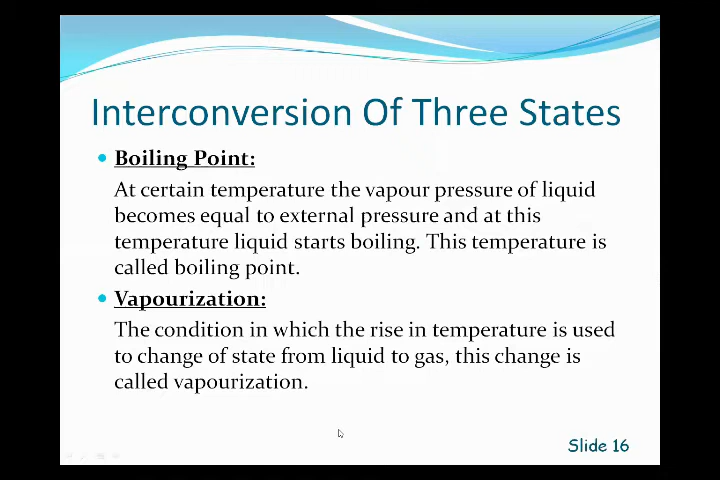 Interconversion Of Three States
• Boiling Point:
At certain temperature the vapour pressure of liquid
becomes equal to external pressure and at this
temperature liquid starts boiling. This temperature is
called boiling point.
• Vapourization:
The condition in which the rise in temperature is used
to change of state from liquid to gas, this change is
called vapourization.
Slide 16